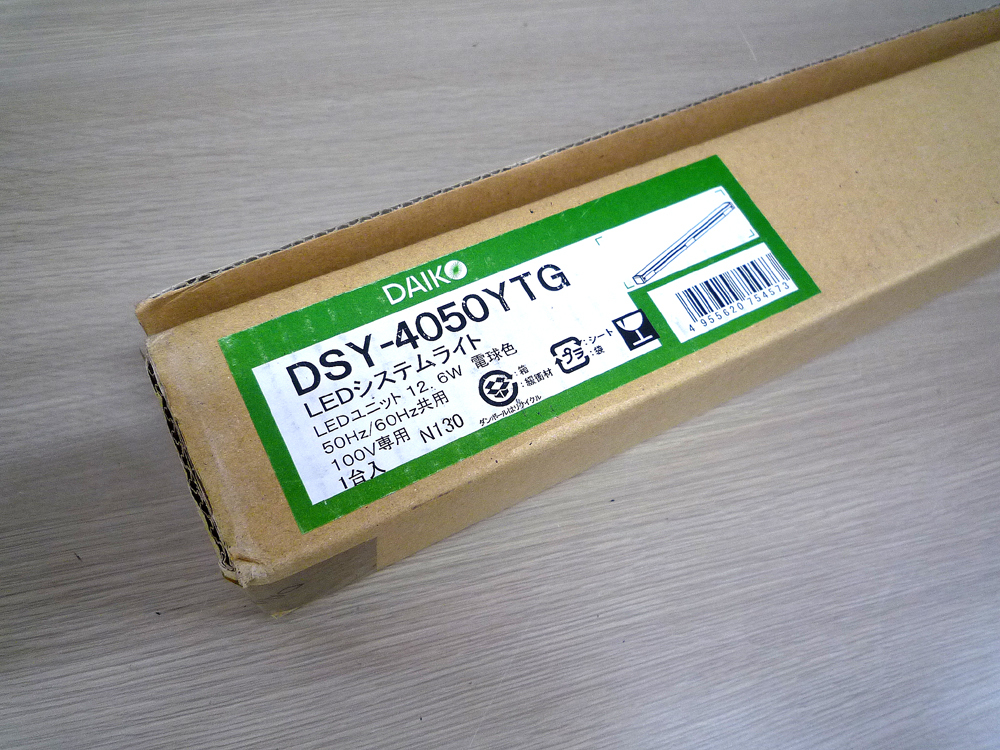 DAIKO
DSY-4050YTG
LEDシステムライト
LEDユニット 12.6W 電球色
50Hz/60Hz共用
100V専用 N130
1台入
:箱
:緩衝材
ダンボールはリサイクル
プラ
:シート
:袋
4 955620 754573